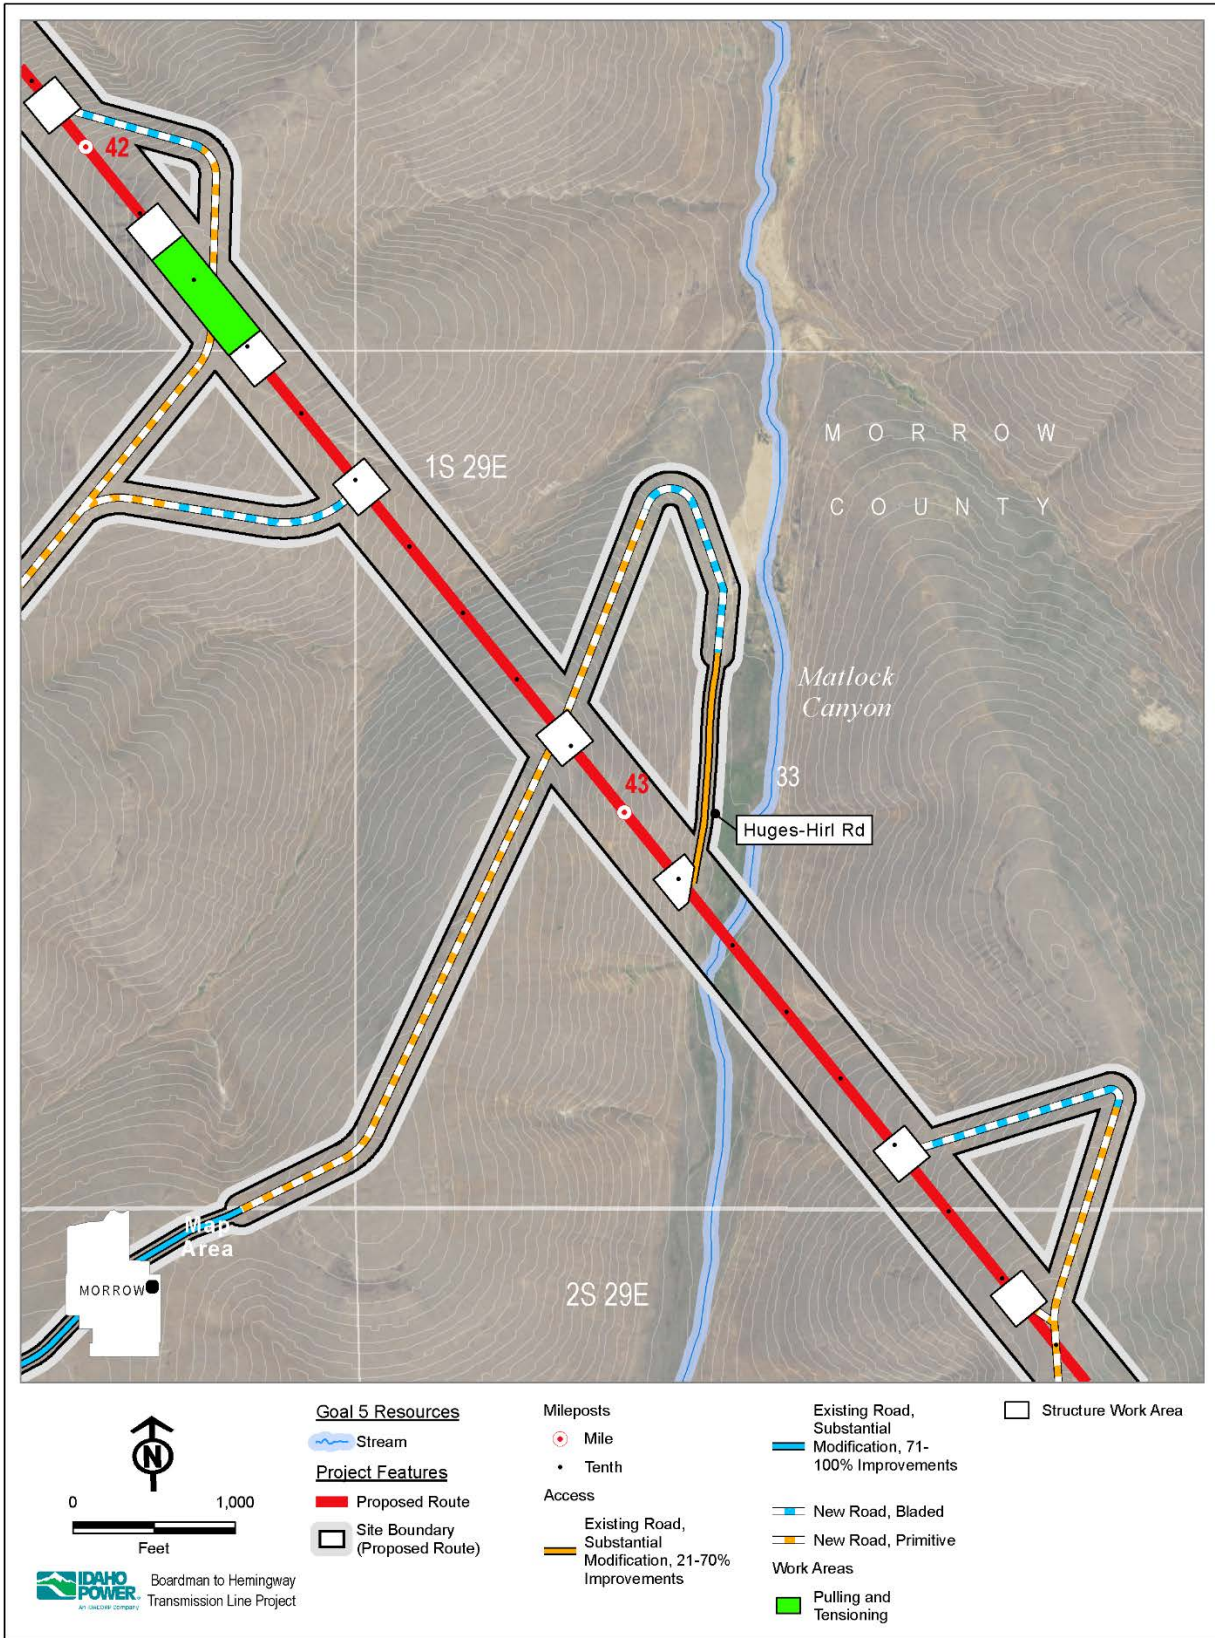 42
1S 29E
M O R R O W
C O U N T Y
Matlock
Canyon
33
43
Huges-Hirl Rd
Map
Area
MORROW
2S 29E
N
0 1,000
Feet
IDAHO
POWER®
An IDACORP Company
Boardman to Hemingway
Transmission Line Project
Goal 5 Resources
Stream
Project Features
Proposed Route
Site Boundary
(Proposed Route)
Mileposts
Mile
Tenth
Access
Existing Road,
Substantial
Modification, 21-70%
Improvements
Existing Road,
Substantial
Modification, 71-
100% Improvements
New Road, Bladed
New Road, Primitive
Work Areas
Pulling and
Tensioning
Structure Work Area